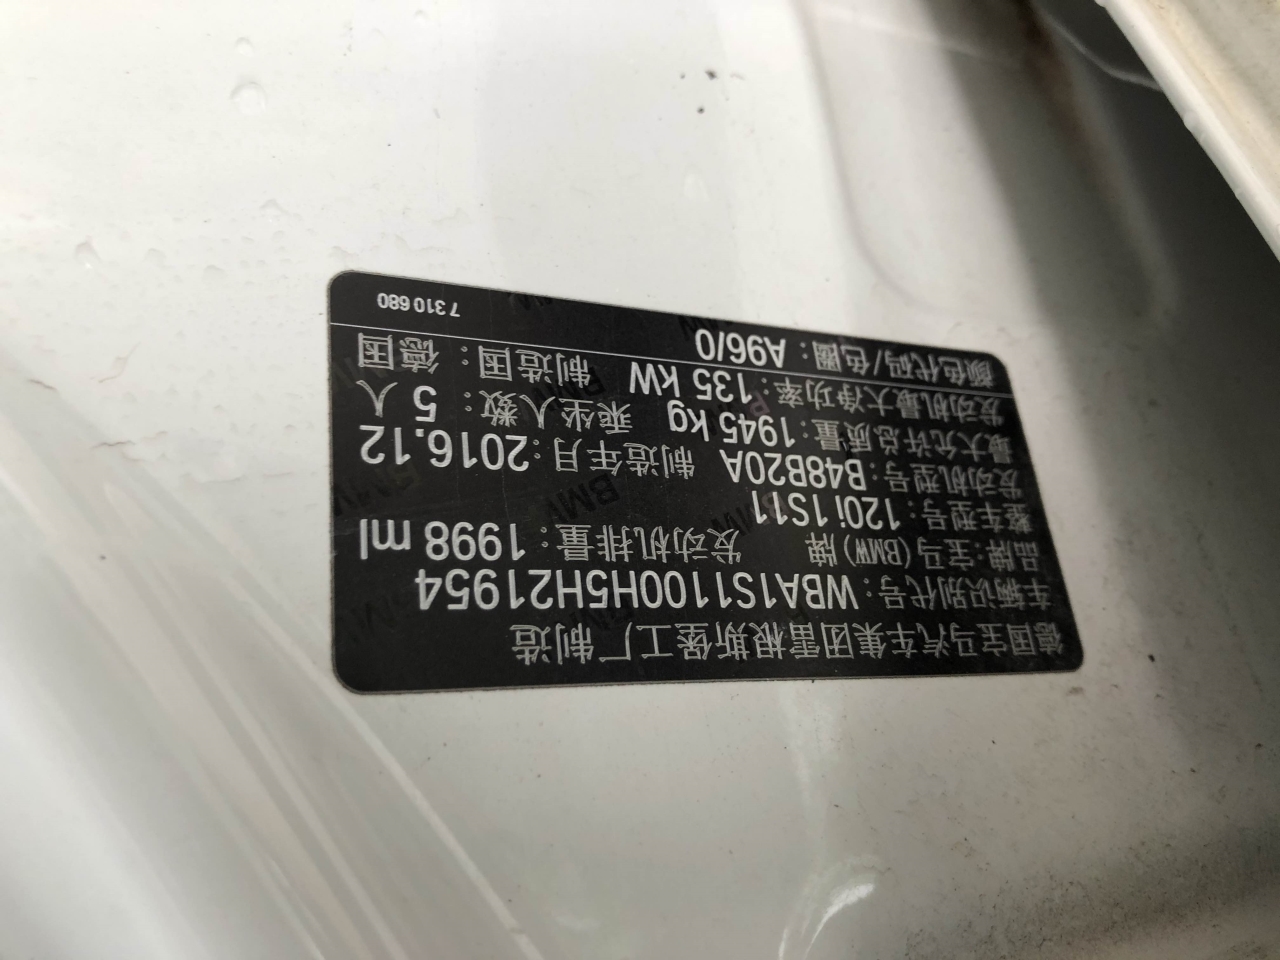 德国宝马汽车集团雷根斯堡工厂制造
车辆识别代号:WBA1S1100H5H21954
品牌:宝马(BMW)牌 发动机排量:1998 ml
整车型号:120i 1S11
发动机型号:B48B20A 制造年月:2016.12
最大允许总质量:1945 kg 乘坐人数:5 人
发动机最大净功率:135 kW 制造国:德国
颜色代码/色圈:A96/0
7 310 680